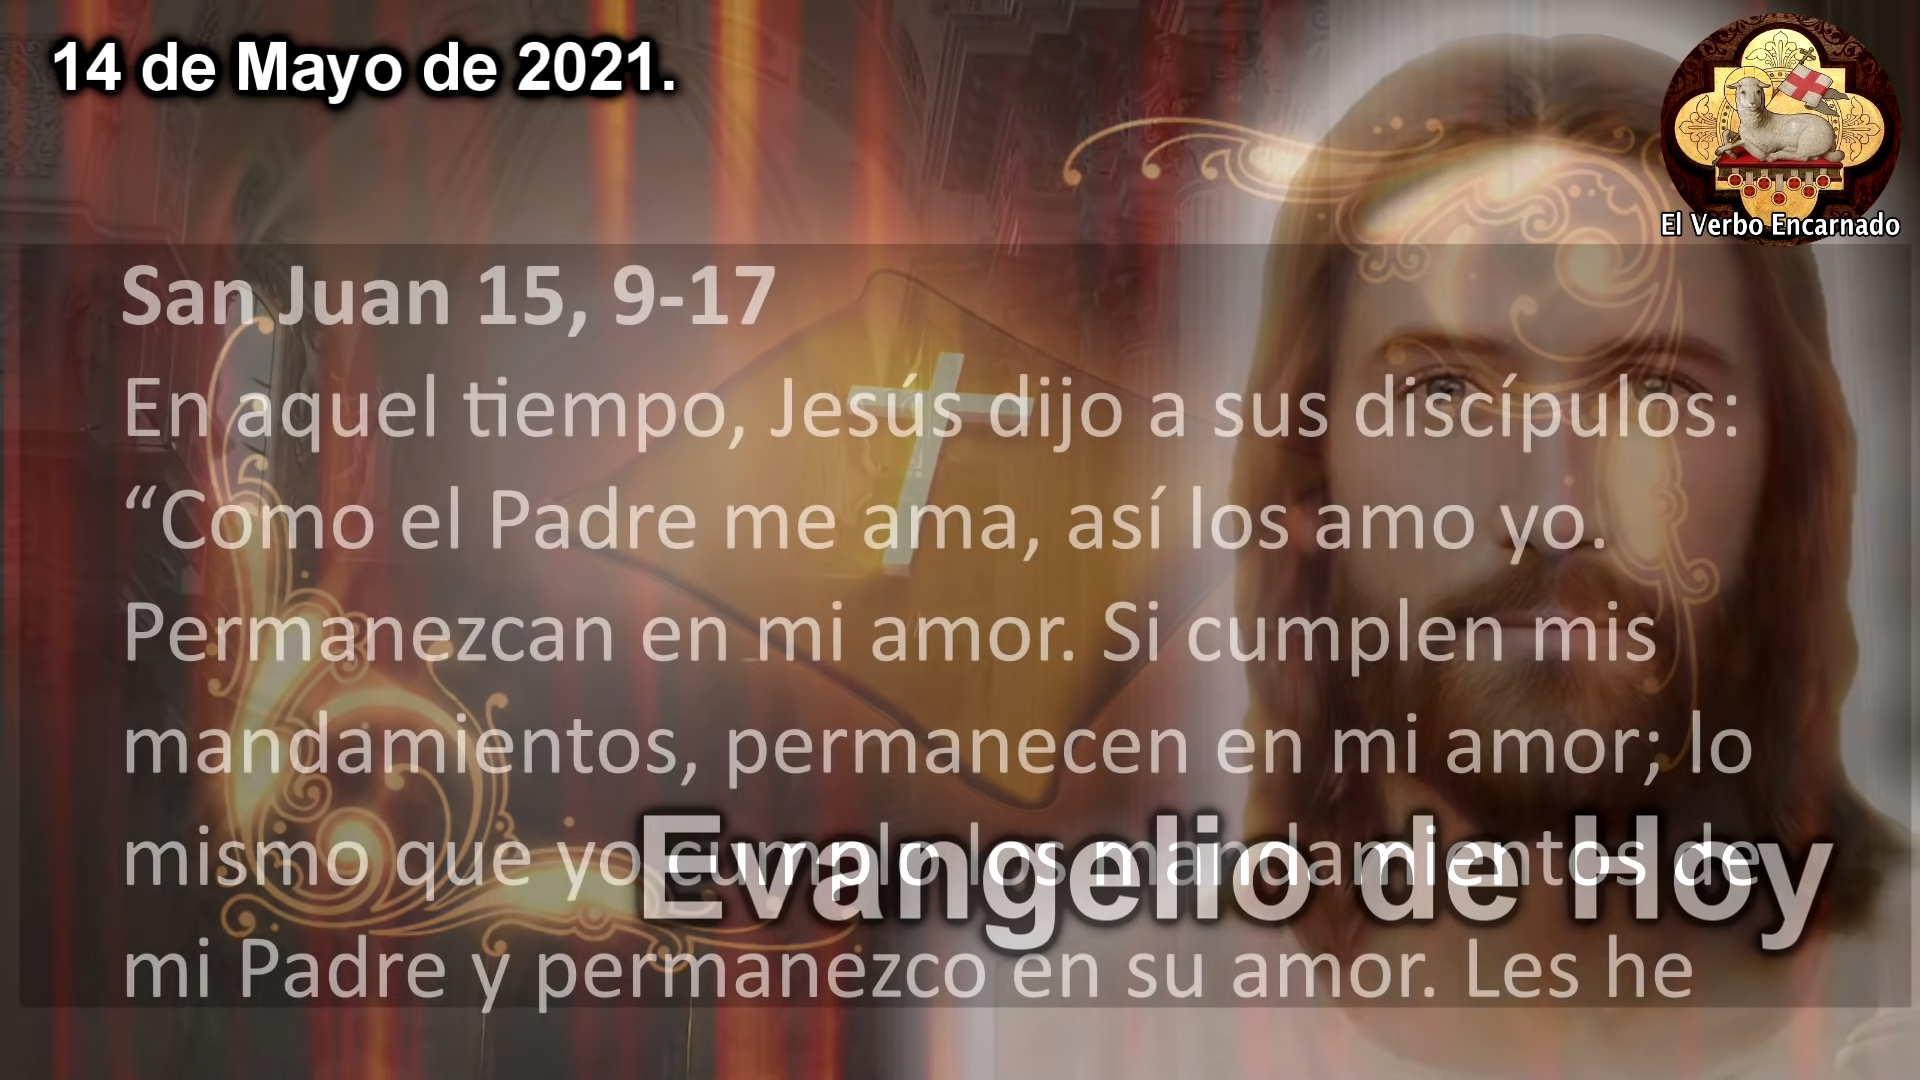 14 de Mayo de 2021.
El Verbo Encarnado
San Juan 15, 9-17
En aquel tiempo, Jesús dijo a sus discípulos:
“Como el Padre me ama, así los amo yo.
Permanezcan en mi amor. Si cumplen mis
mandamientos, permanecen en mi amor; lo
mismo que yo cumplo los mandamientos de
Evangelio de Hoy
mi Padre y permanezco en su amor. Les he